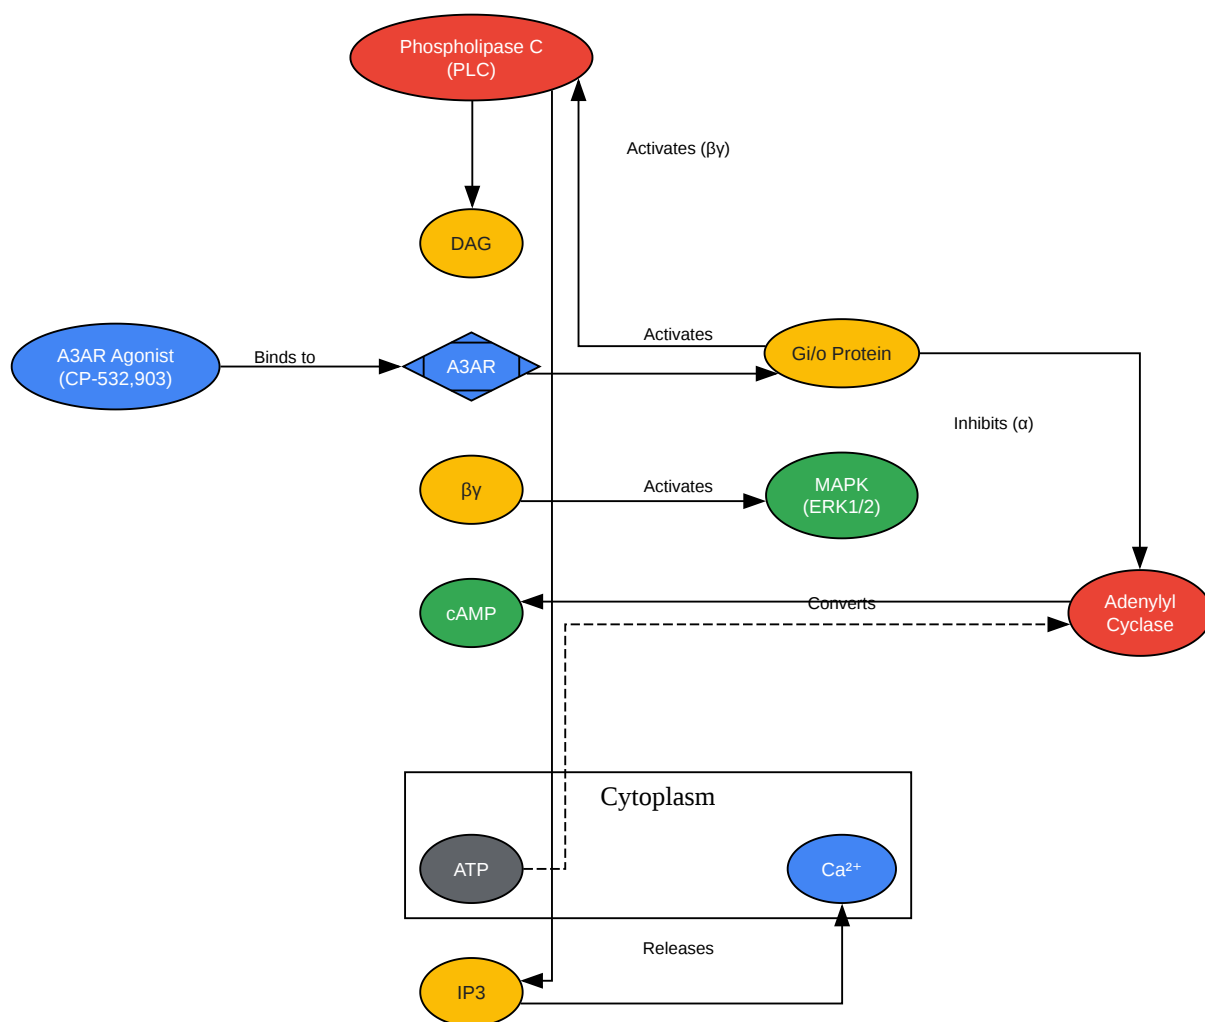 Phospholipase C
(PLC)
Activates (βγ)
DAG
Activates
Gi/o Protein
A3AR Agonist
(CP-532,903)
Binds to
A3AR
Inhibits (α)
βγ
Activates
MAPK
(ERK1/2)
cAMP
Converts
Adenylyl
Cyclase
Cytoplasm
ATP
Ca²⁺
Releases
IP3